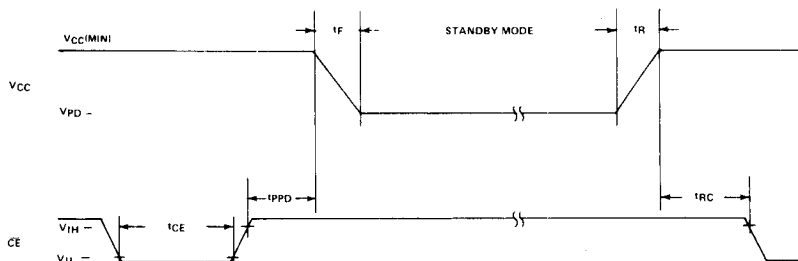 tF STANDBY MODE tR
VCC(MIN)
VCC
VPD
tPPD tRC
VIH tCE
CE
VIL